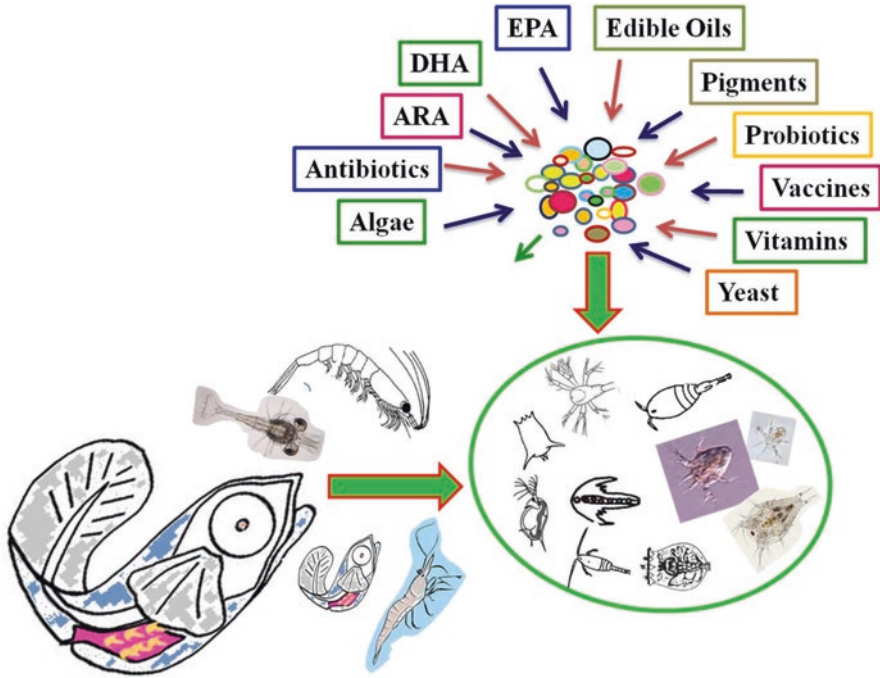 EPA
Edible Oils
DHA
Pigments
ARA
Probiotics
Antibiotics
Vaccines
Algae
Vitamins
Yeast